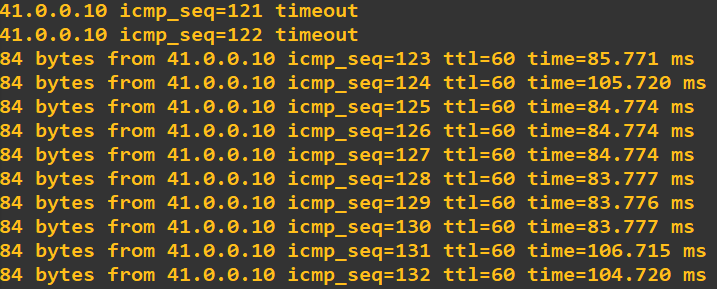 41.0.0.10 icmp_seq=121 timeout
41.0.0.10 icmp_seq=122 timeout
84 bytes from 41.0.0.10 icmp_seq=123 ttl=60 time=85.771 ms
84 bytes from 41.0.0.10 icmp_seq=124 ttl=60 time=105.720 ms
84 bytes from 41.0.0.10 icmp_seq=125 ttl=60 time=84.774 ms
84 bytes from 41.0.0.10 icmp_seq=126 ttl=60 time=84.774 ms
84 bytes from 41.0.0.10 icmp_seq=127 ttl=60 time=84.774 ms
84 bytes from 41.0.0.10 icmp_seq=128 ttl=60 time=83.777 ms
84 bytes from 41.0.0.10 icmp_seq=129 ttl=60 time=83.776 ms
84 bytes from 41.0.0.10 icmp_seq=130 ttl=60 time=83.777 ms
84 bytes from 41.0.0.10 icmp_seq=131 ttl=60 time=106.715 ms
84 bytes from 41.0.0.10 icmp_seq=132 ttl=60 time=104.720 ms